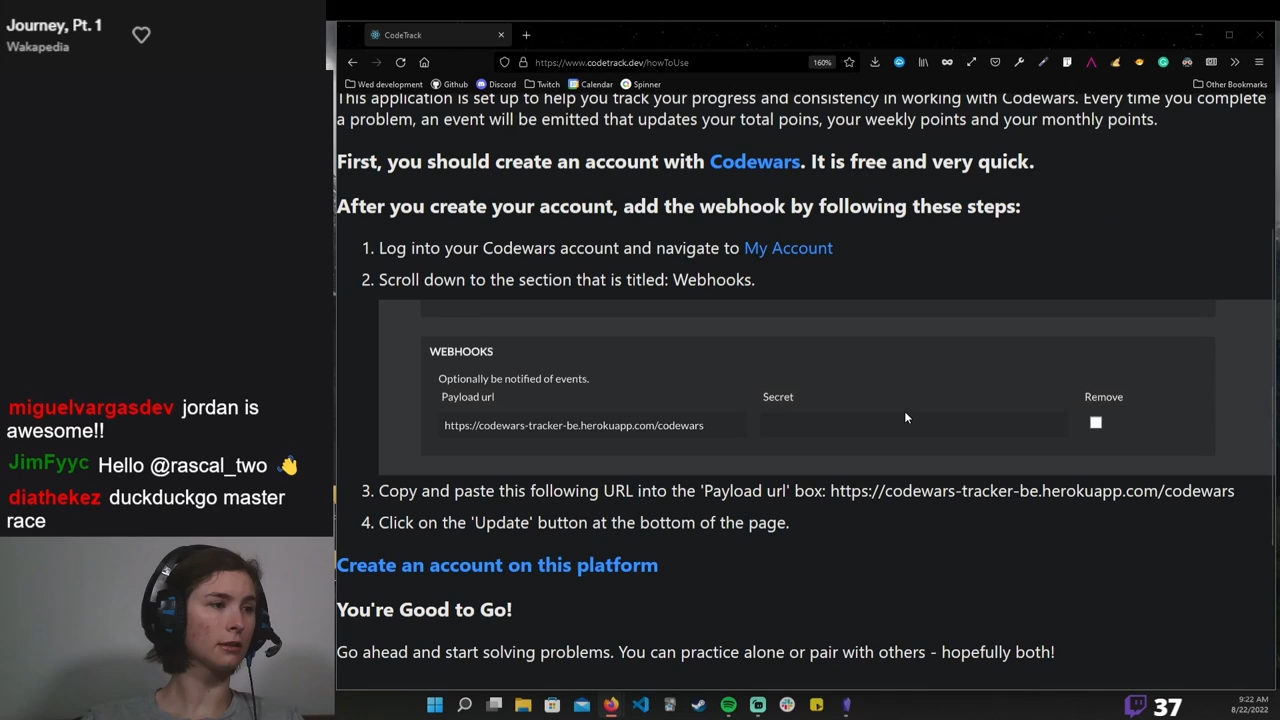 Journey, Pt. 1
Wakapedia
miguelvargasdev jordan is
awesome!!
JimFyyc Hello @rascal_two 👋
diathekez duckduckgo master
race
CodeTrack
https://www.codetrack.dev/howToUse
160%
Wed development
Github
Discord
Twitch
Calendar
Spinner
Other Bookmarks
This application is set up to help you track your progress and consistency in working with Codewars. Every time you complete
a problem, an event will be emitted that updates your total poins, your weekly points and your monthly points.
First, you should create an account with Codewars. It is free and very quick.
After you create your account, add the webhook by following these steps:
1. Log into your Codewars account and navigate to My Account
2. Scroll down to the section that is titled: Webhooks.
WEBHOOKS
Optionally be notified of events.
Payload url
Secret
Remove
https://codewars-tracker-be.herokuapp.com/codewars
3. Copy and paste this following URL into the 'Payload url' box: https://codewars-tracker-be.herokuapp.com/codewars
4. Click on the 'Update' button at the bottom of the page.
Create an account on this platform
You're Good to Go!
Go ahead and start solving problems. You can practice alone or pair with others - hopefully both!
37
9:22 AM
8/22/2022